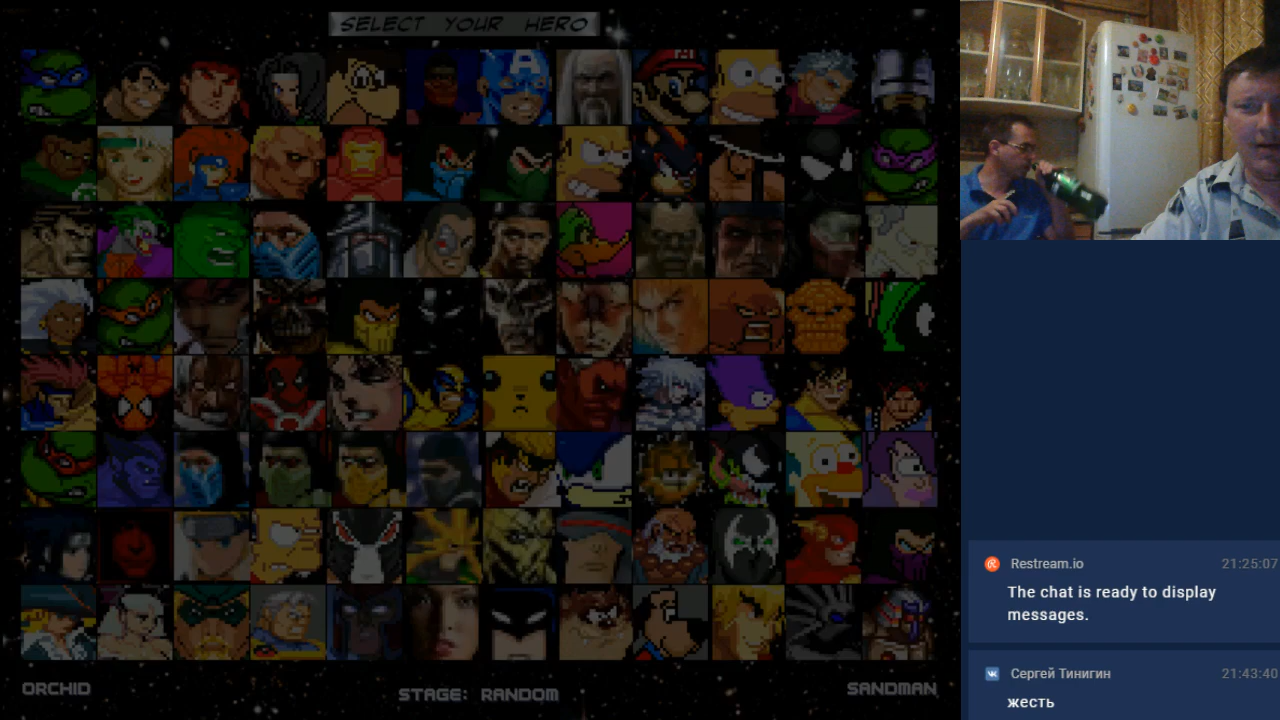 SELECT YOUR HERO
Restream.io 21:25:07
The chat is ready to display
messages.
Сергей Тинигин 21:43:40
жесть
ORCHID
STAGE: RANDOM
SANDMAN